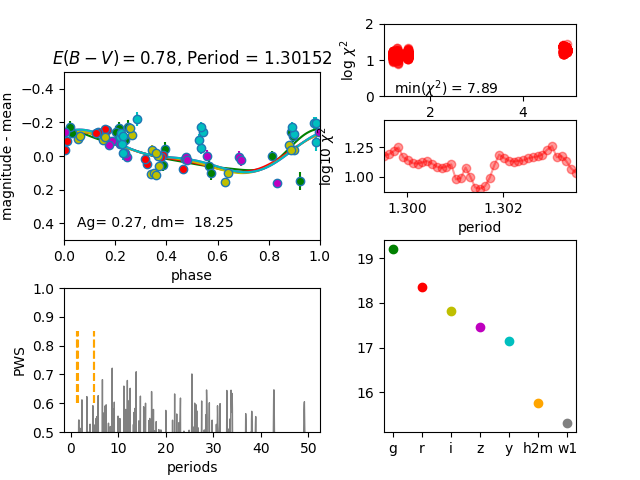 E(B − V) = 0.78, Period = 1.30152
magnitude - mean
−0.4
−0.2
0.0
0.2
0.4
Ag= 0.27, dm=  18.25
0.0 0.2 0.4 0.6 0.8 1.0
phase
log χ²
2
1
0
min(χ²) = 7.89
2 4
log10 χ²
1.25
1.00
1.300 1.302
period
PWS
1.0
0.9
0.8
0.7
0.6
0.5
0 10 20 30 40 50
periods
19
18
17
16
g r i z y h2m w1